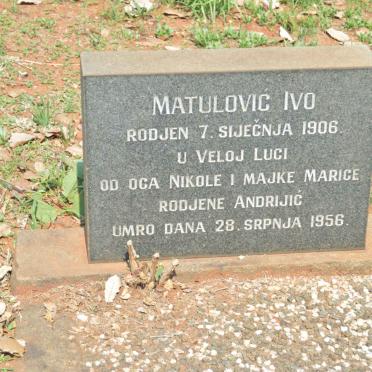 MATULOVIĆ IVO
RODJEN 7. SIJEČNJA 1906.
U VELOJ LUCI
OD OCA NIKOLE I MAJKE MARICE
RODJENE ANDRIJIĆ
UMRO DANA 28. SRPNJA 1956.